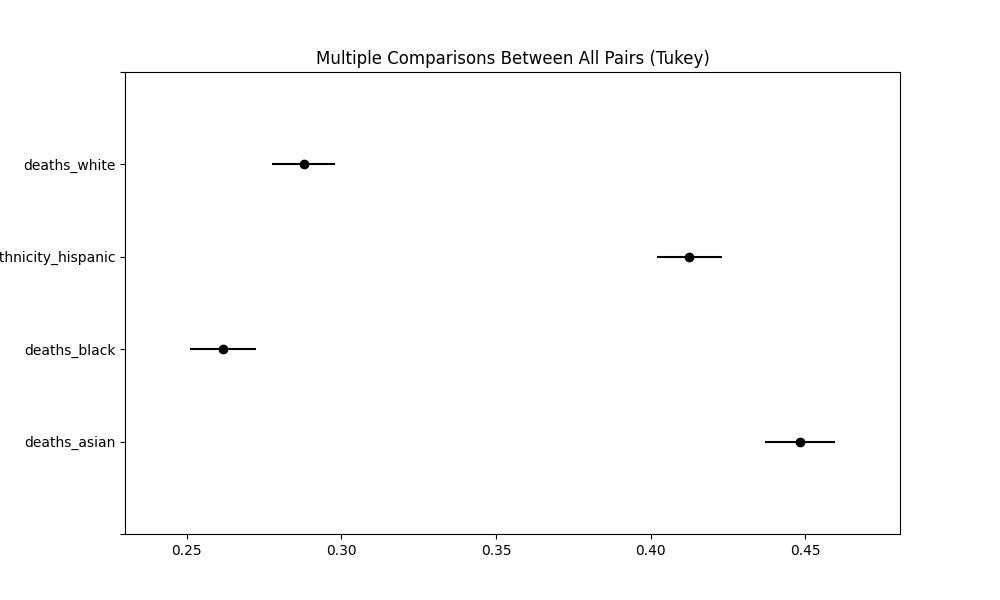 Multiple Comparisons Between All Pairs (Tukey)
deaths_white
thnicity_hispanic
deaths_black
deaths_asian
0.25 0.30 0.35 0.40 0.45